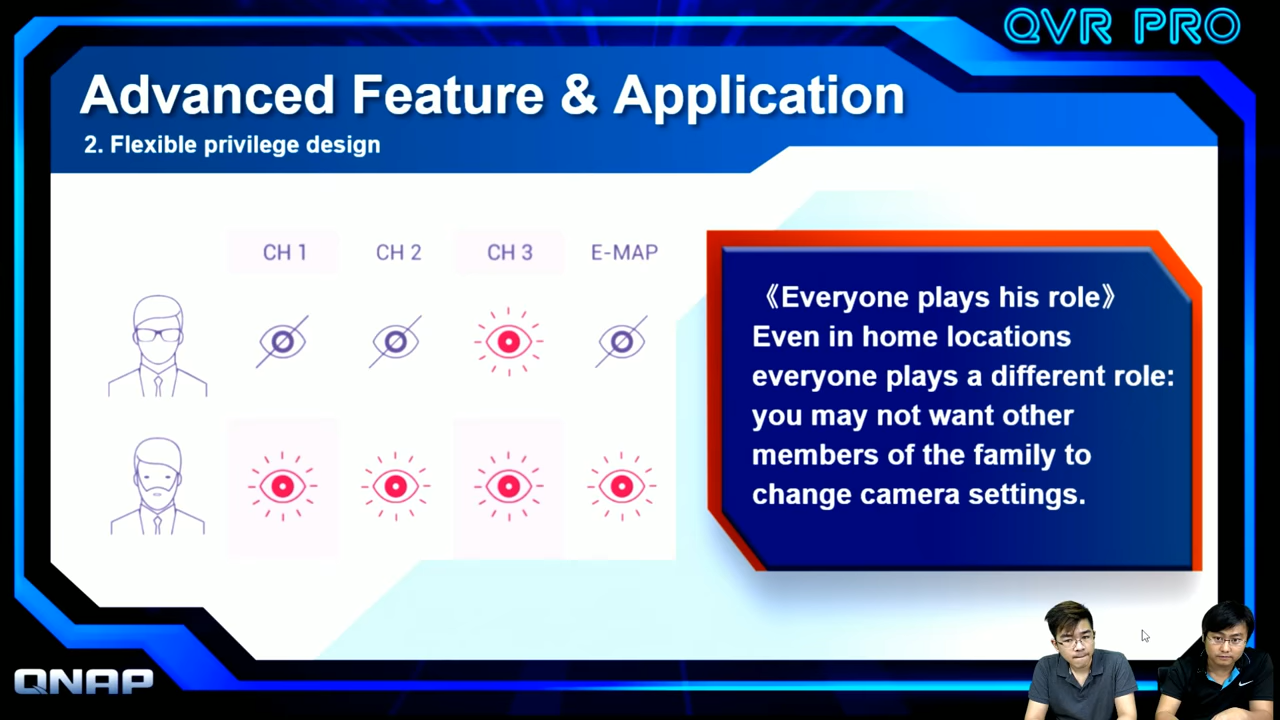 QVR PRO
Advanced Feature & Application
2. Flexible privilege design
CH 1 CH 2 CH 3 E-MAP
《Everyone plays his role》
Even in home locations
everyone plays a different role:
you may not want other
members of the family to
change camera settings.
QNAP